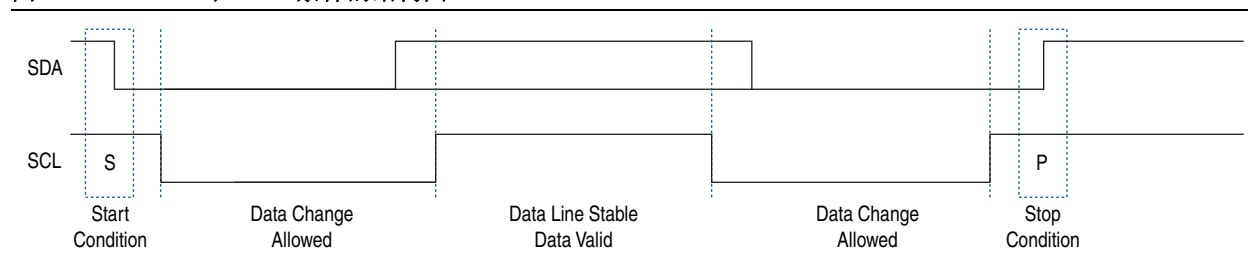 SDA
SCL
S
P
Start
Condition
Data Change
Allowed
Data Line Stable
Data Valid
Data Change
Allowed
Stop
Condition